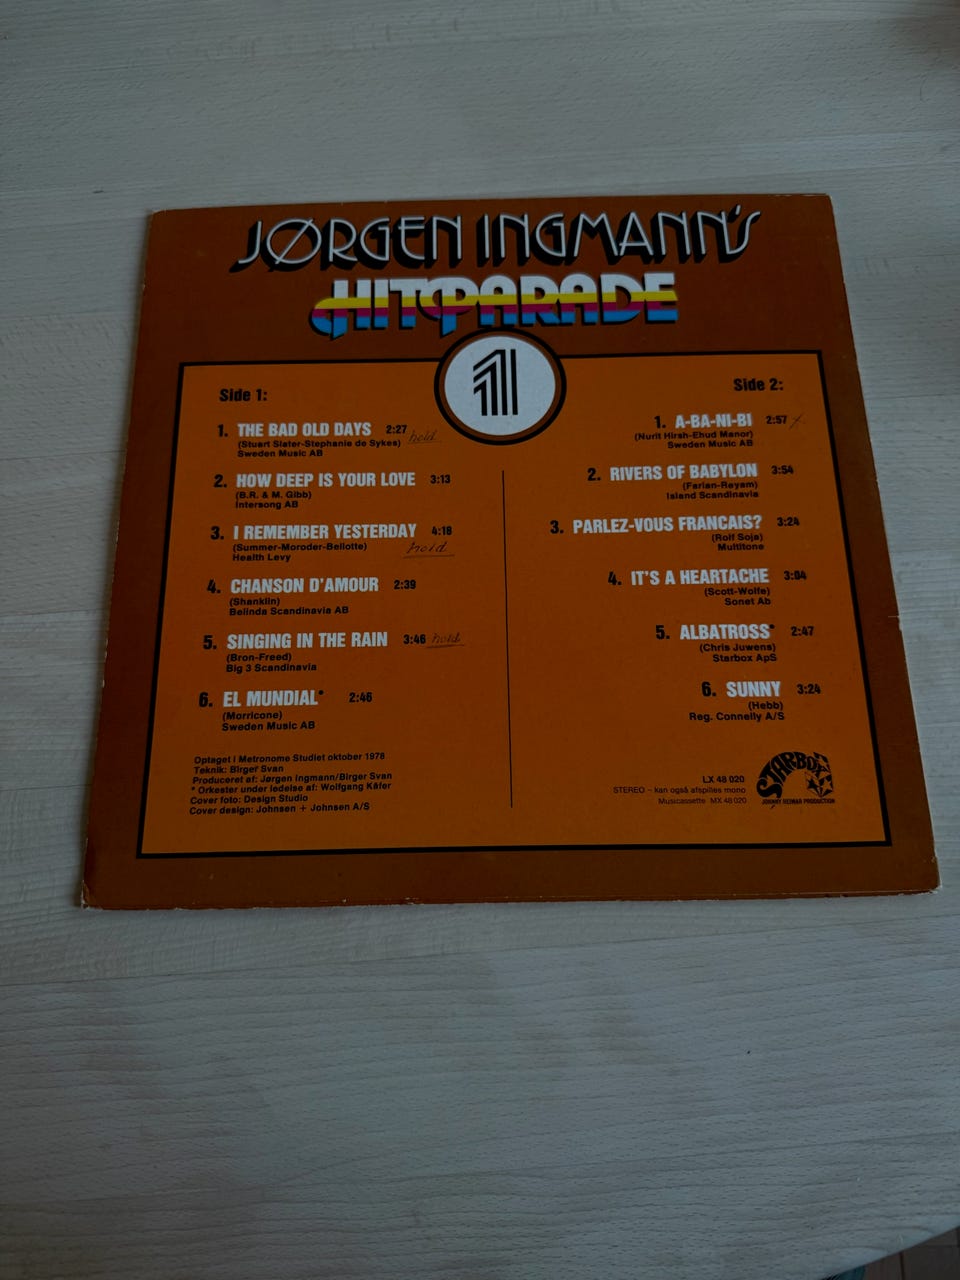 JØRGEN INGMANN'S
HITPARADE
1
Side 1:
1. THE BAD OLD DAYS 2:27 hold
(Stuart Slater-Stephanie de Sykes)
Sweden Music AB
2. HOW DEEP IS YOUR LOVE 3:13
(B.R. & M. Gibb)
Intersong AB
3. I REMEMBER YESTERDAY 4:18
(Summer-Moroder-Bellotte) hold
Heath Levy
4. CHANSON D'AMOUR 2:39
(Shanklin)
Belinda Scandinavia AB
5. SINGING IN THE RAIN 3:46 hold
(Bron-Freed)
Big 3 Scandinavia
6. EL MUNDIAL* 2:46
(Morricone)
Sweden Music AB
Optaget i Metronome Studiet oktober 1978
Teknik: Birger Svan
Produceret af: Jørgen Ingmann/Birger Svan
* Orkester under ledelse af: Wolfgang Käfer
Cover foto: Design Studio
Cover design: Johnsen + Johnsen A/S
Side 2:
1. A-BA-NI-BI 2:57 x
(Nurit Hirsh-Ehud Manor)
Sweden Music AB
2. RIVERS OF BABYLON 3:54
(Farian-Reyam)
Island Scandinavia
3. PARLEZ-VOUS FRANCAIS? 3:24
(Rolf Soja)
Multitone
4. IT'S A HEARTACHE 3:04
(Scott-Wolfe)
Sonet Ab
5. ALBATROSS* 2:47
(Chris Juwens)
Starbox ApS
6. SUNNY 3:24
(Hebb)
Reg. Connelly A/S
LX 48 020
STEREO – kan også afspilles mono
Musicassette MX 48 020
STARBOX
JOHNNY REIMAR PRODUCTION